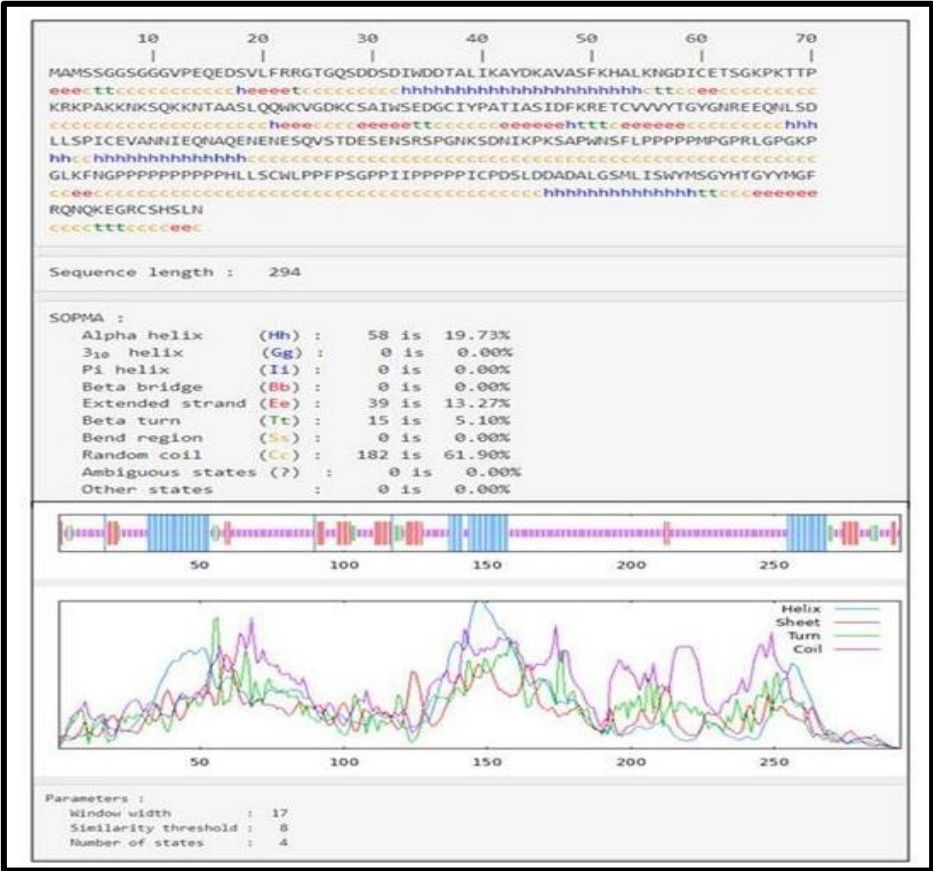 10 20 30 40 50 60 70
| | | | | | |
MAMSSGGSGGGVPEQEDSVLFRRGTGQSDDSDIWDDTALIKAYDKAVASFKHALKNGDICETSGKPKTTP
eeecttcccccccccccheeeetccccccccchhhhhhhhhhhhhhhhhhhhhhcttcceeccccccccc
KRKPAKKNKSQKKNTAASLQQWKVGDKCSAIWSEDGCIYPATIASIDFKRETCVVVYTGYGNREEQNLSD
ccccccccccccccccccccheeecccceeeeettcccccceeeeeehtttceeeeeeccccccccchhh
LLSPICEVANNIEQNAQENENESQVSTDESENSRSPGNKSDNIKPKSAPWNSFLPPPPPMPGPRLGPGKP
hhcchhhhhhhhhhhhhhcccccccccccccccccccccccccccccccccccccccccccccccccccc
GLKFNGPPPPPPPPPPHLLSCWLPPFPSGPPIIPPPPPICPDSLDDADALGSMLISWYMSGYHTGYYMGF
cceeccccccccccccccccccccccccccccccccccccccccchhhhhhhhhhhhhhttccceeeeee
RQNQKEGRCSHSLN
cccctttcccceec
Sequence length : 294
SOPMA :
Alpha helix (Hh) : 58 is 19.73%
3₁₀ helix (Gg) : 0 is 0.00%
Pi helix (Ii) : 0 is 0.00%
Beta bridge (Bb) : 0 is 0.00%
Extended strand (Ee) : 39 is 13.27%
Beta turn (Tt) : 15 is 5.10%
Bend region (Ss) : 0 is 0.00%
Random coil (Cc) : 182 is 61.90%
Ambiguous states (?) : 0 is 0.00%
Other states : 0 is 0.00%
50 100 150 200 250
Helix
Sheet
Turn
Coil
50 100 150 200 250
Parameters :
Window width : 17
Similarity threshold : 8
Number of states : 4